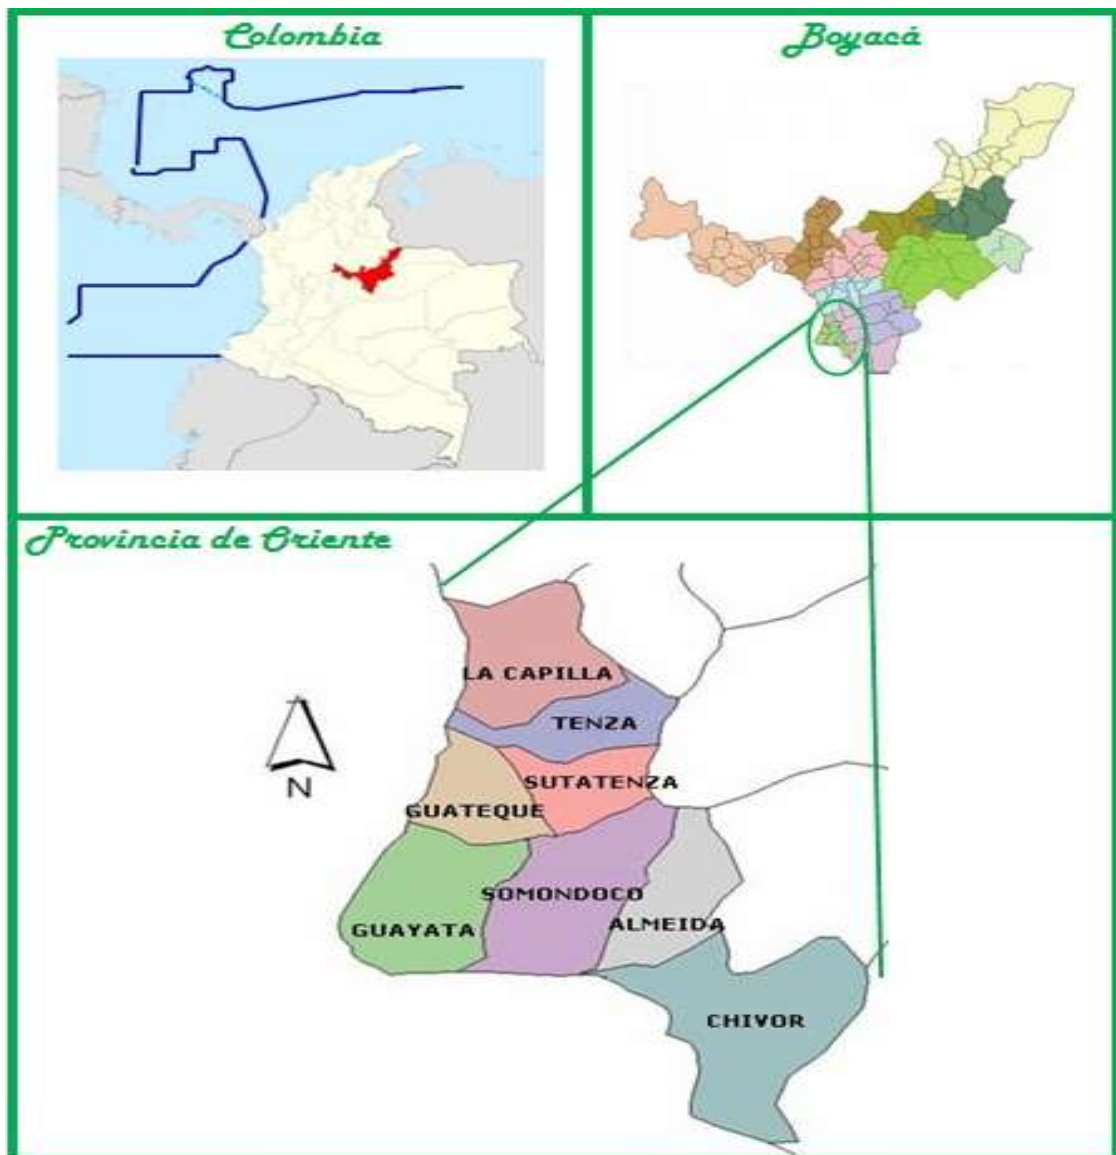 Colombia
Boyacá
Provincia de Oriente
LA CAPILLA
TENZA
N
SUTATENZA
GUATEQUE
SOMONDOCO
ALMEIDA
GUAYATA
CHIVOR